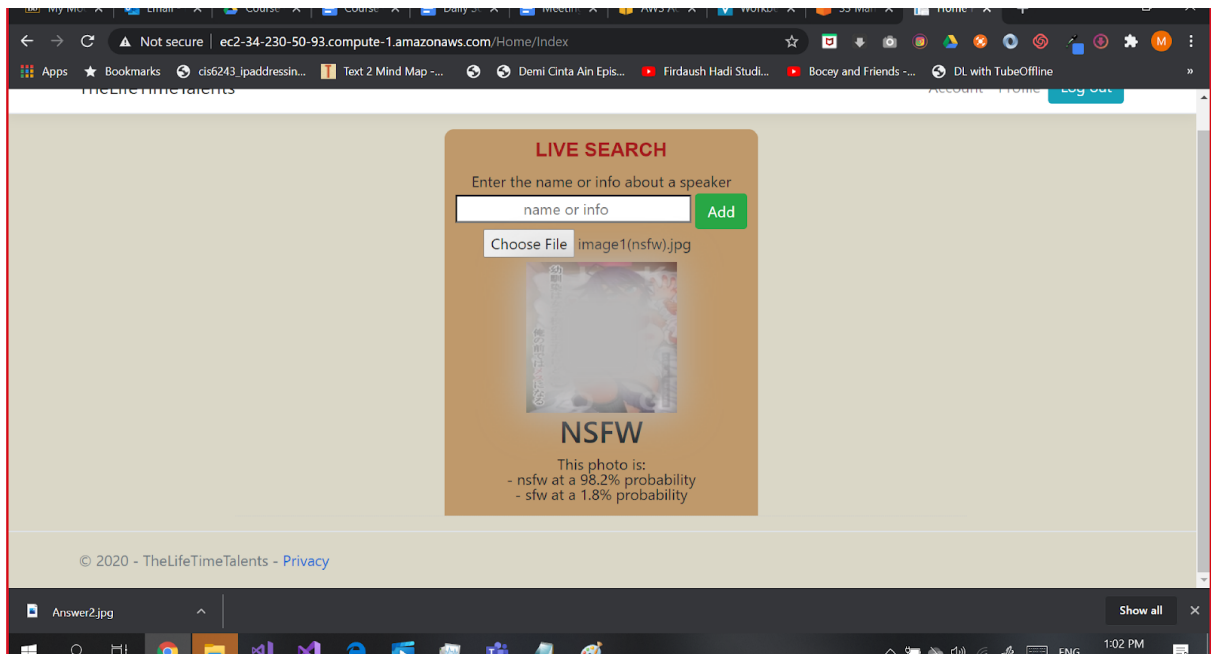 Not secure | ec2-34-230-50-93.compute-1.amazonaws.com/Home/Index
Apps Bookmarks cis6243_ipaddressin... Text 2 Mind Map -... Demi Cinta Ain Epis... Firdaush Hadi Studi... Bocey and Friends -... DL with TubeOffline »
TheLifeTimeTalents Account Profile Log out
LIVE SEARCH
Enter the name or info about a speaker
name or info Add
Choose File image1(nsfw).jpg
NSFW
This photo is:
- nsfw at a 98.2% probability
- sfw at a 1.8% probability
© 2020 - TheLifeTimeTalents - Privacy
Answer2.jpg Show all
ENG 1:02 PM